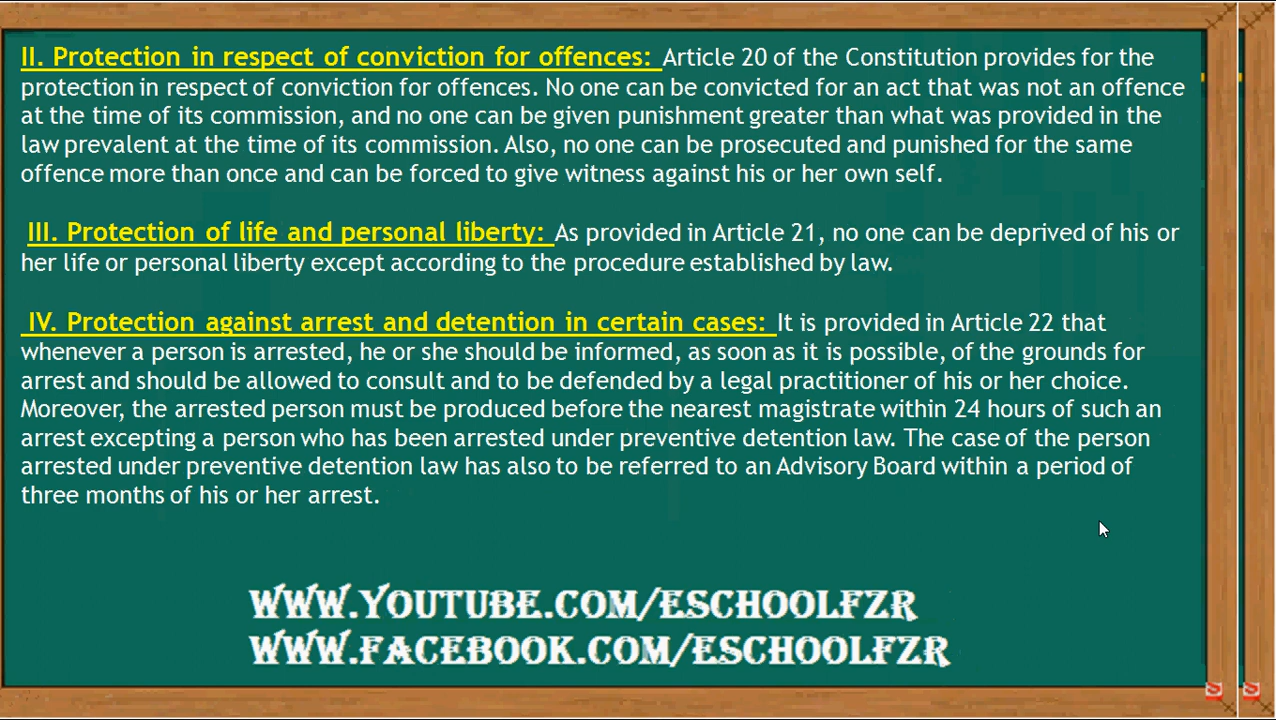 II. Protection in respect of conviction for offences: Article 20 of the Constitution provides for the
protection in respect of conviction for offences. No one can be convicted for an act that was not an offence
at the time of its commission, and no one can be given punishment greater than what was provided in the
law prevalent at the time of its commission. Also, no one can be prosecuted and punished for the same
offence more than once and can be forced to give witness against his or her own self.
III. Protection of life and personal liberty: As provided in Article 21, no one can be deprived of his or
her life or personal liberty except according to the procedure established by law.
IV. Protection against arrest and detention in certain cases: It is provided in Article 22 that
whenever a person is arrested, he or she should be informed, as soon as it is possible, of the grounds for
arrest and should be allowed to consult and to be defended by a legal practitioner of his or her choice.
Moreover, the arrested person must be produced before the nearest magistrate within 24 hours of such an
arrest excepting a person who has been arrested under preventive detention law. The case of the person
arrested under preventive detention law has also to be referred to an Advisory Board within a period of
three months of his or her arrest.
WWW.YOUTUBE.COM/ESCHOOLFZR
WWW.FACEBOOK.COM/ESCHOOLFZR